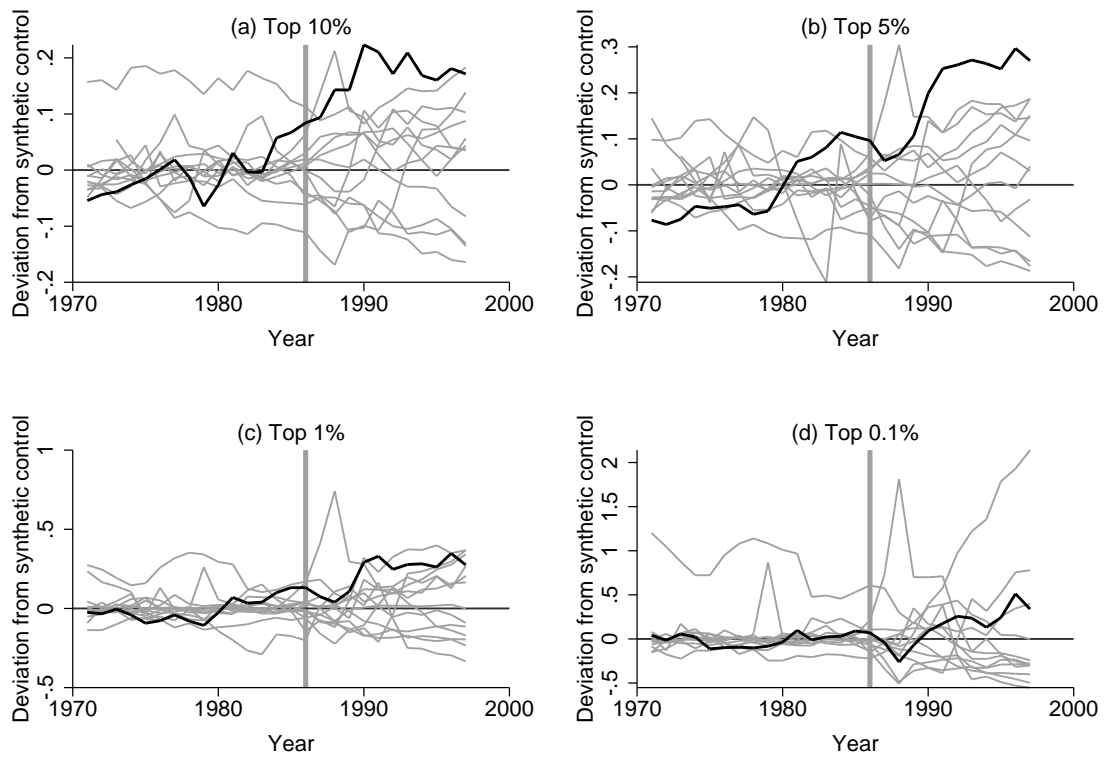 (a) Top 10%
Deviation from synthetic control
.2
.1
0
-.1
-.2
1970 1980 1990 2000
Year
(b) Top 5%
Deviation from synthetic control
.3
.2
.1
0
-.1
-.2
1970 1980 1990 2000
Year
(c) Top 1%
Deviation from synthetic control
1
.5
0
-.5
1970 1980 1990 2000
Year
(d) Top 0.1%
Deviation from synthetic control
2
1.5
1
.5
0
-.5
1970 1980 1990 2000
Year